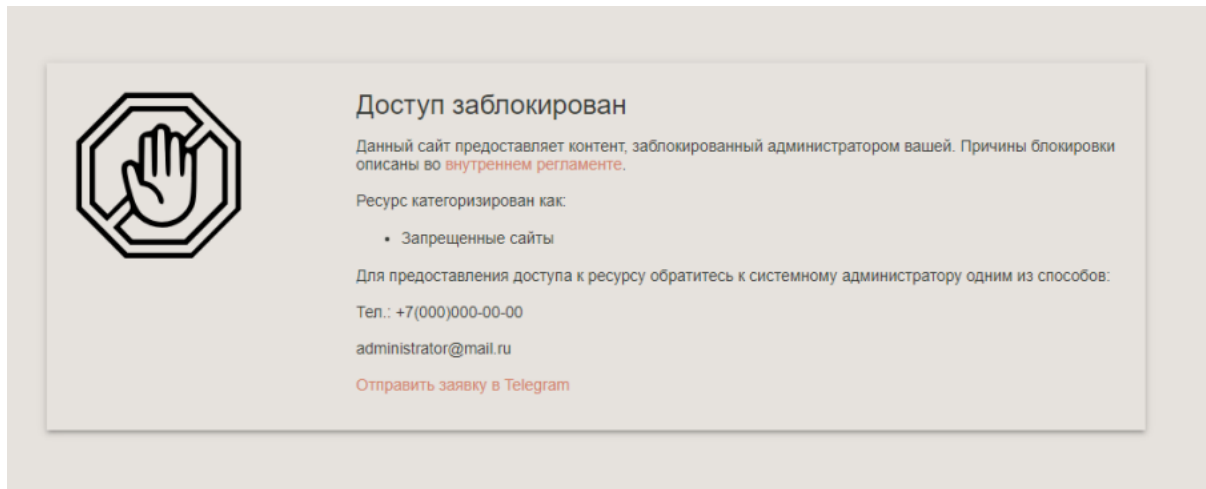 Доступ заблокирован
Данный сайт предоставляет контент, заблокированный администратором вашей. Причины блокировки
описаны во внутреннем регламенте.
Ресурс категоризирован как:
• Запрещенные сайты
Для предоставления доступа к ресурсу обратитесь к системному администратору одним из способов:
Тел.: +7(000)000-00-00
administrator@mail.ru
Отправить заявку в Telegram